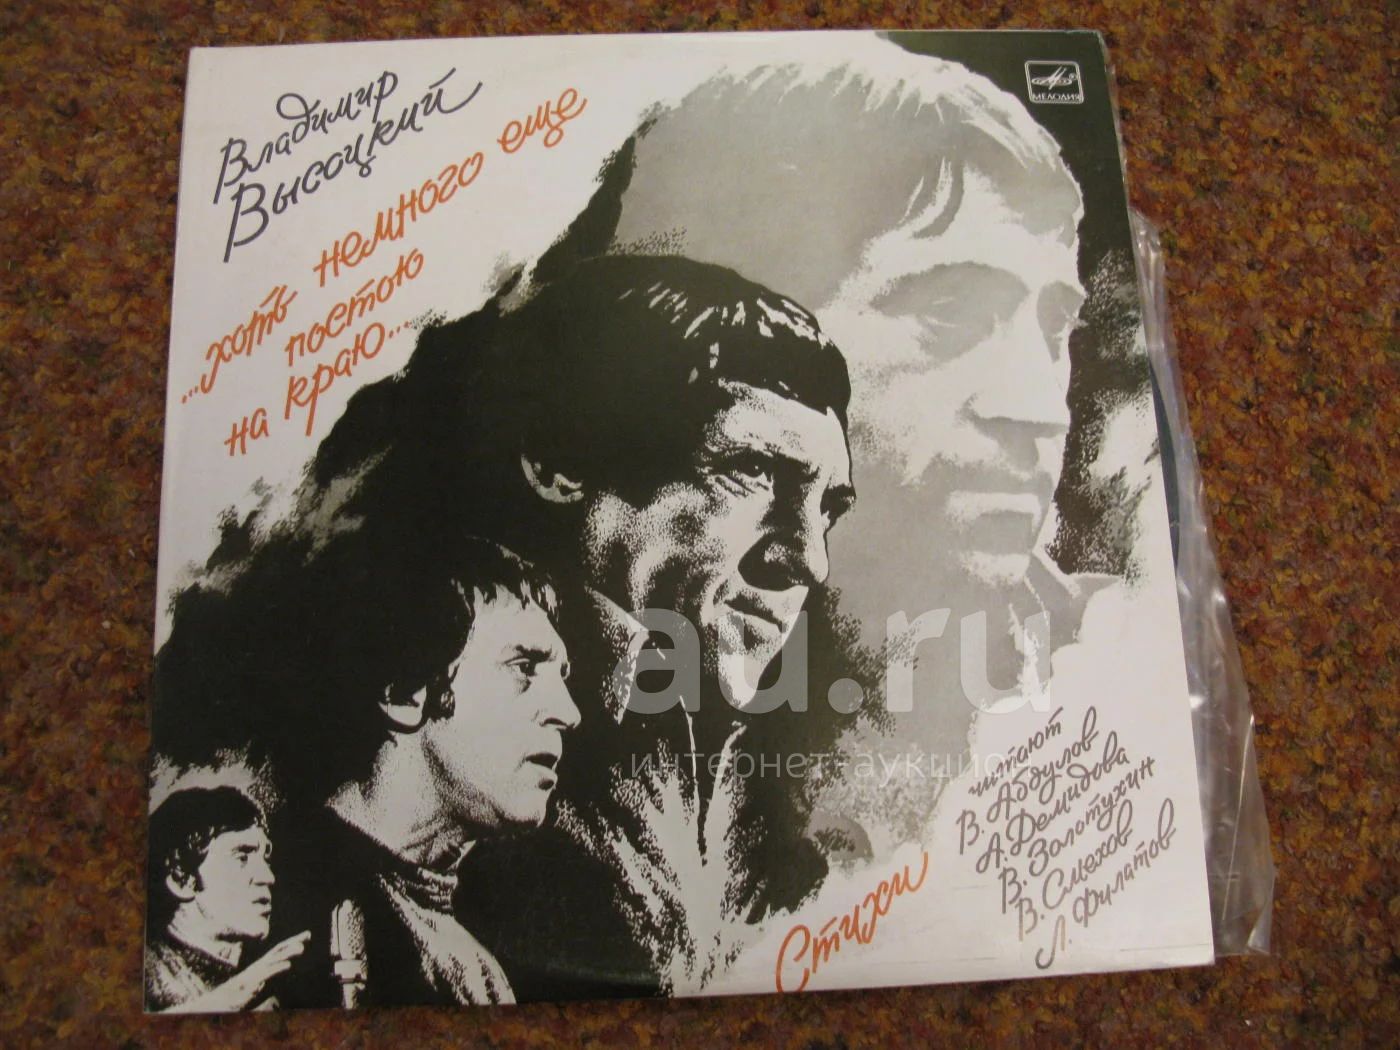 Владимир
Высоцкий
...хоть немного еще
постою
на краю...
МЕЛОДИЯ
au.ru
интернет-аукцион
читают
В. Абдулов
А. Демидова
В. Золотухин
В. Смехов
Л. Филатов
Стихи